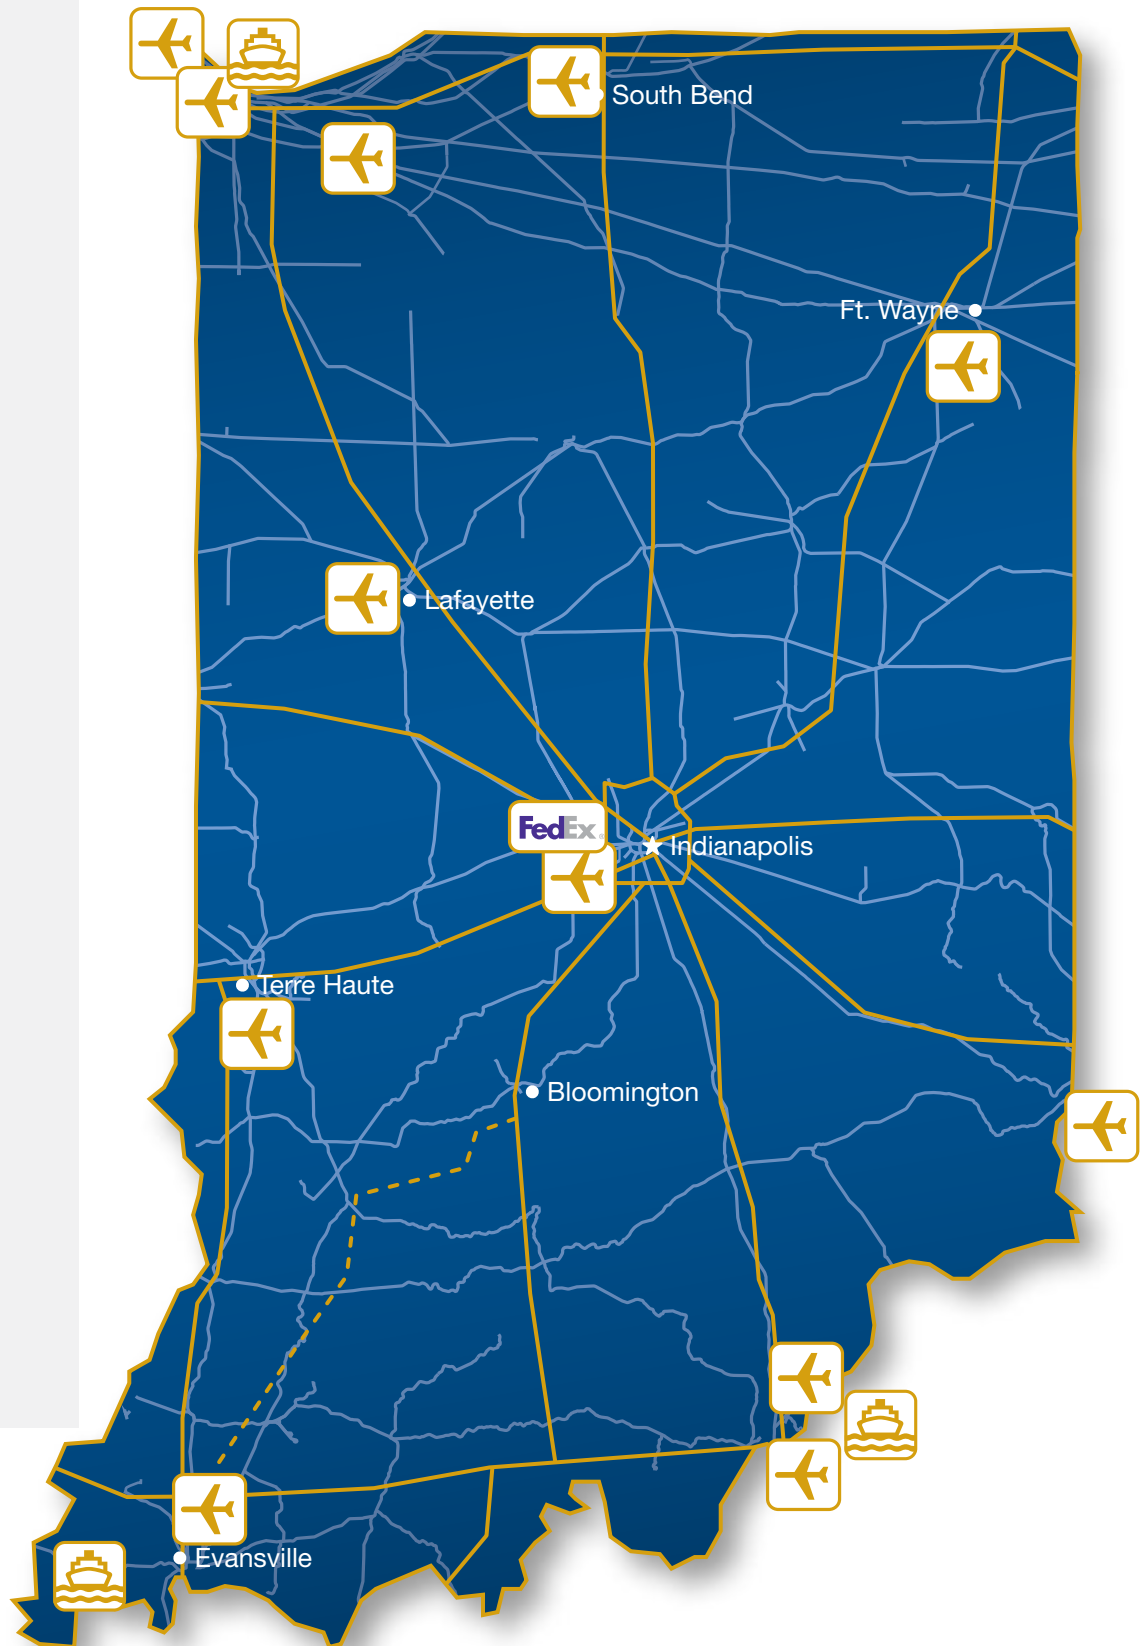 South Bend
Ft. Wayne
Lafayette
FedEx®
Indianapolis
Terre Haute
Bloomington
Evansville